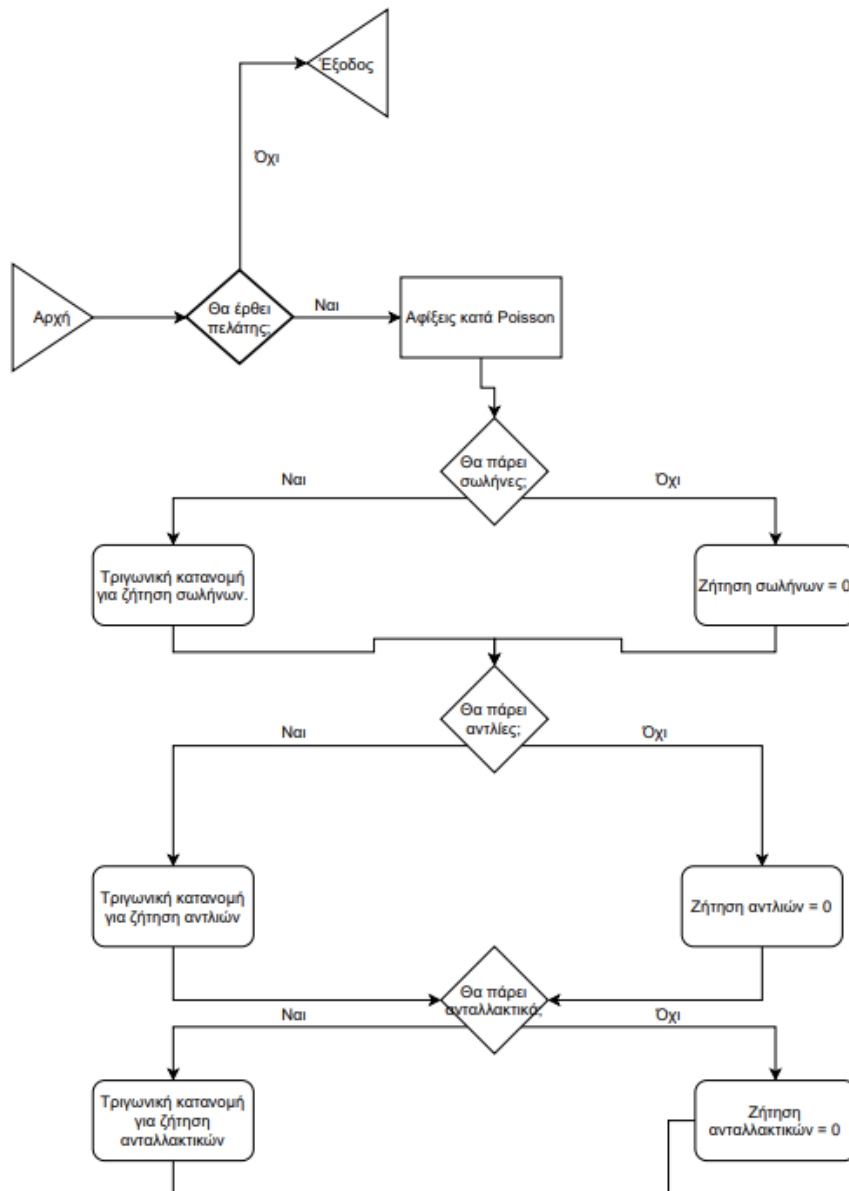 Έξοδος
Όχι
Αρχή
Θα έρθει
πελάτης;
Ναι
Αφίξεις κατά Poisson
Θα πάρει
σωλήνες;
Ναι
Όχι
Τριγωνική κατανομή
για ζήτηση σωλήνων.
Ζήτηση σωλήνων = 0
Θα πάρει
αντλίες;
Ναι
Όχι
Τριγωνική κατανομή
για ζήτηση αντλιών
Ζήτηση αντλιών = 0
Θα πάρει
ανταλλακτικά;
Ναι
Όχι
Τριγωνική κατανομή
για ζήτηση
ανταλλακτικών
Ζήτηση
ανταλλακτικών = 0